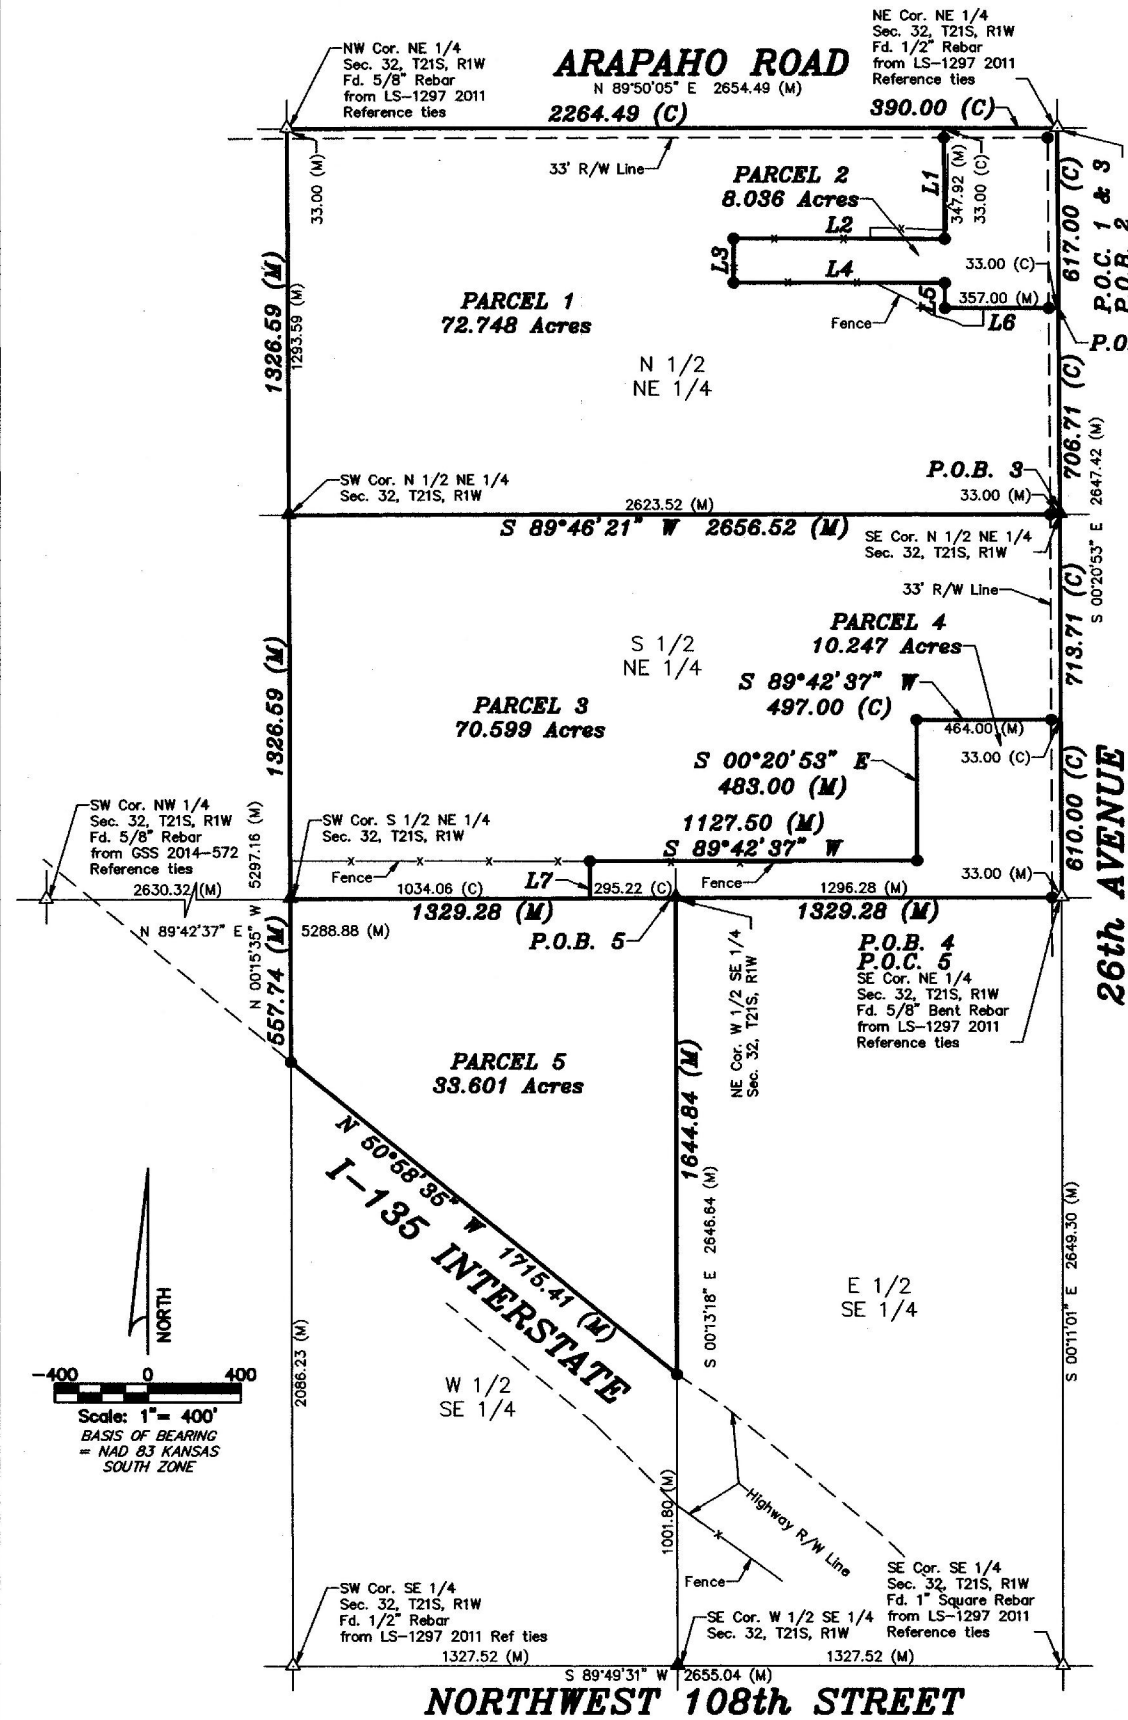 NE Cor. NE 1/4
Sec. 32, T21S, R1W
Fd. 1/2" Rebar
from LS-1297 2011
Reference ties
NW Cor. NE 1/4
Sec. 32, T21S, R1W
Fd. 5/8" Rebar
from LS-1297 2011
Reference ties
ARAPAHO ROAD
N 89°50'05" E 2654.49 (M)
2264.49 (C)
390.00 (C)
33' R/W Line
33.00 (M)
PARCEL 2
8.036 Acres
L1
347.92 (M)
33.00 (C)
617.00 (C)
P.O.C. 1 & 3
P.O.B. 2
L2
L3
L4
33.00 (C)
L5
357.00 (M)
L6
Fence
P.O.
1326.59 (M)
1293.59 (M)
PARCEL 1
72.748 Acres
N 1/2
NE 1/4
706.71 (C)
S 00°20'53" E 2647.42 (M)
SW Cor. N 1/2 NE 1/4
Sec. 32, T21S, R1W
P.O.B. 3
33.00 (M)
2623.52 (M)
S 89°46'21" W 2656.52 (M)
SE Cor. N 1/2 NE 1/4
Sec. 32, T21S, R1W
33' R/W Line
713.71 (C)
PARCEL 4
10.247 Acres
S 1/2
NE 1/4
1326.59 (M)
S 89°42'37" W
497.00 (C)
PARCEL 3
70.599 Acres
464.00 (M)
33.00 (C)
S 00°20'53" E
483.00 (M)
610.00 (C)
26th AVENUE
1127.50 (M)
S 89°42'37" W
SW Cor. NW 1/4
Sec. 32, T21S, R1W
Fd. 5/8" Rebar
from GSS 2014-572
Reference ties
N 00°15'35" W 5297.16 (M)
SW Cor. S 1/2 NE 1/4
Sec. 32, T21S, R1W
Fence
L7
Fence
33.00 (M)
2630.32 (M)
1034.06 (C)
295.22 (C)
1296.28 (M)
1329.28 (M)
1329.28 (M)
N 89°42'37" E
5288.88 (M)
557.74 (M)
P.O.B. 5
P.O.B. 4
P.O.C. 5
SE Cor. NE 1/4
Sec. 32, T21S, R1W
Fd. 5/8" Bent Rebar
from LS-1297 2011
Reference ties
NE Cor. W 1/2 SE 1/4
Sec. 32, T21S, R1W
PARCEL 5
33.601 Acres
1644.84 (M)
S 00°13'18" E 2646.64 (M)
N 50°58'35" W 1715.41 (M)
I-135 INTERSTATE
S 00°11'01" E 2649.30 (M)
E 1/2
SE 1/4
NORTH
-400 0 400
Scale: 1"= 400'
BASIS OF BEARING
= NAD 83 KANSAS
SOUTH ZONE
2086.23 (M)
W 1/2
SE 1/4
1001.80 (M)
Highway R/W Line
Fence
SW Cor. SE 1/4
Sec. 32, T21S, R1W
Fd. 1/2" Rebar
from LS-1297 2011 Ref ties
SE Cor. W 1/2 SE 1/4
Sec. 32, T21S, R1W
SE Cor. SE 1/4
Sec. 32, T21S, R1W
Fd. 1" Square Rebar
from LS-1297 2011
Reference ties
1327.52 (M)
1327.52 (M)
S 89°49'31" W 2655.04 (M)
NORTHWEST 108th STREET